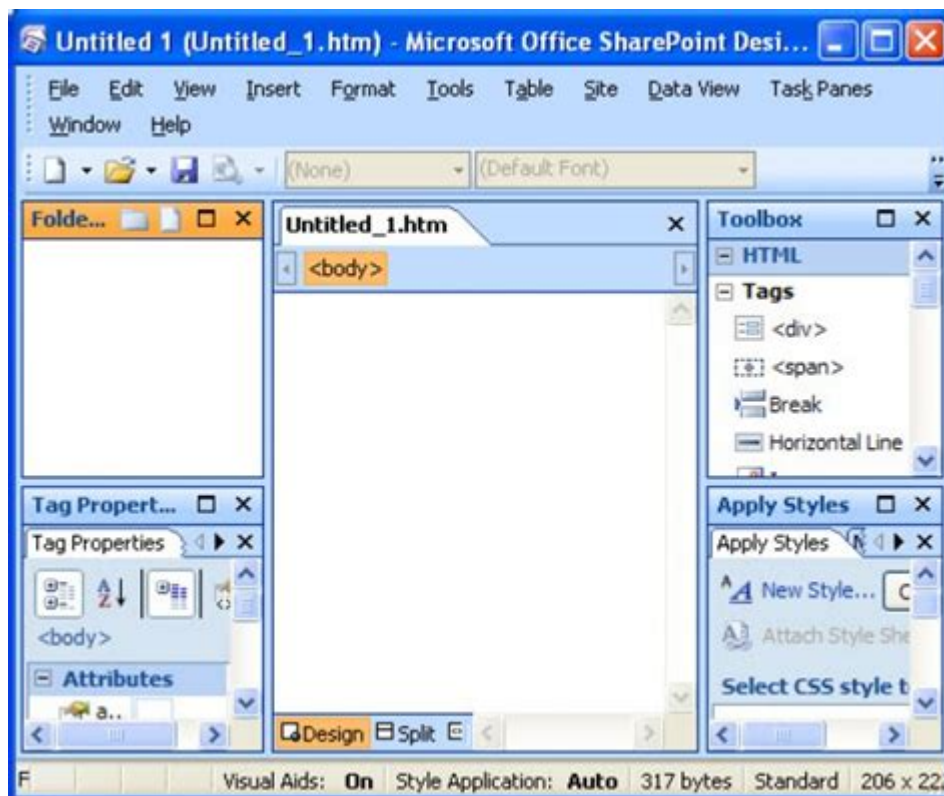 Untitled 1 (Untitled_1.htm) - Microsoft Office SharePoint Desi...
File Edit View Insert Format Tools Table Site Data View Task Panes
Window Help
(None) (Default Font)
Folde...
Untitled_1.htm
<body>
Toolbox
HTML
Tags
<div>
<span>
Break
Horizontal Line
Tag Propert...
Tag Properties
<body>
Attributes
a..
Design Split
Apply Styles
Apply Styles
New Style...
Attach Style She
Select CSS style t
F Visual Aids: On Style Application: Auto 317 bytes Standard 206 x 22